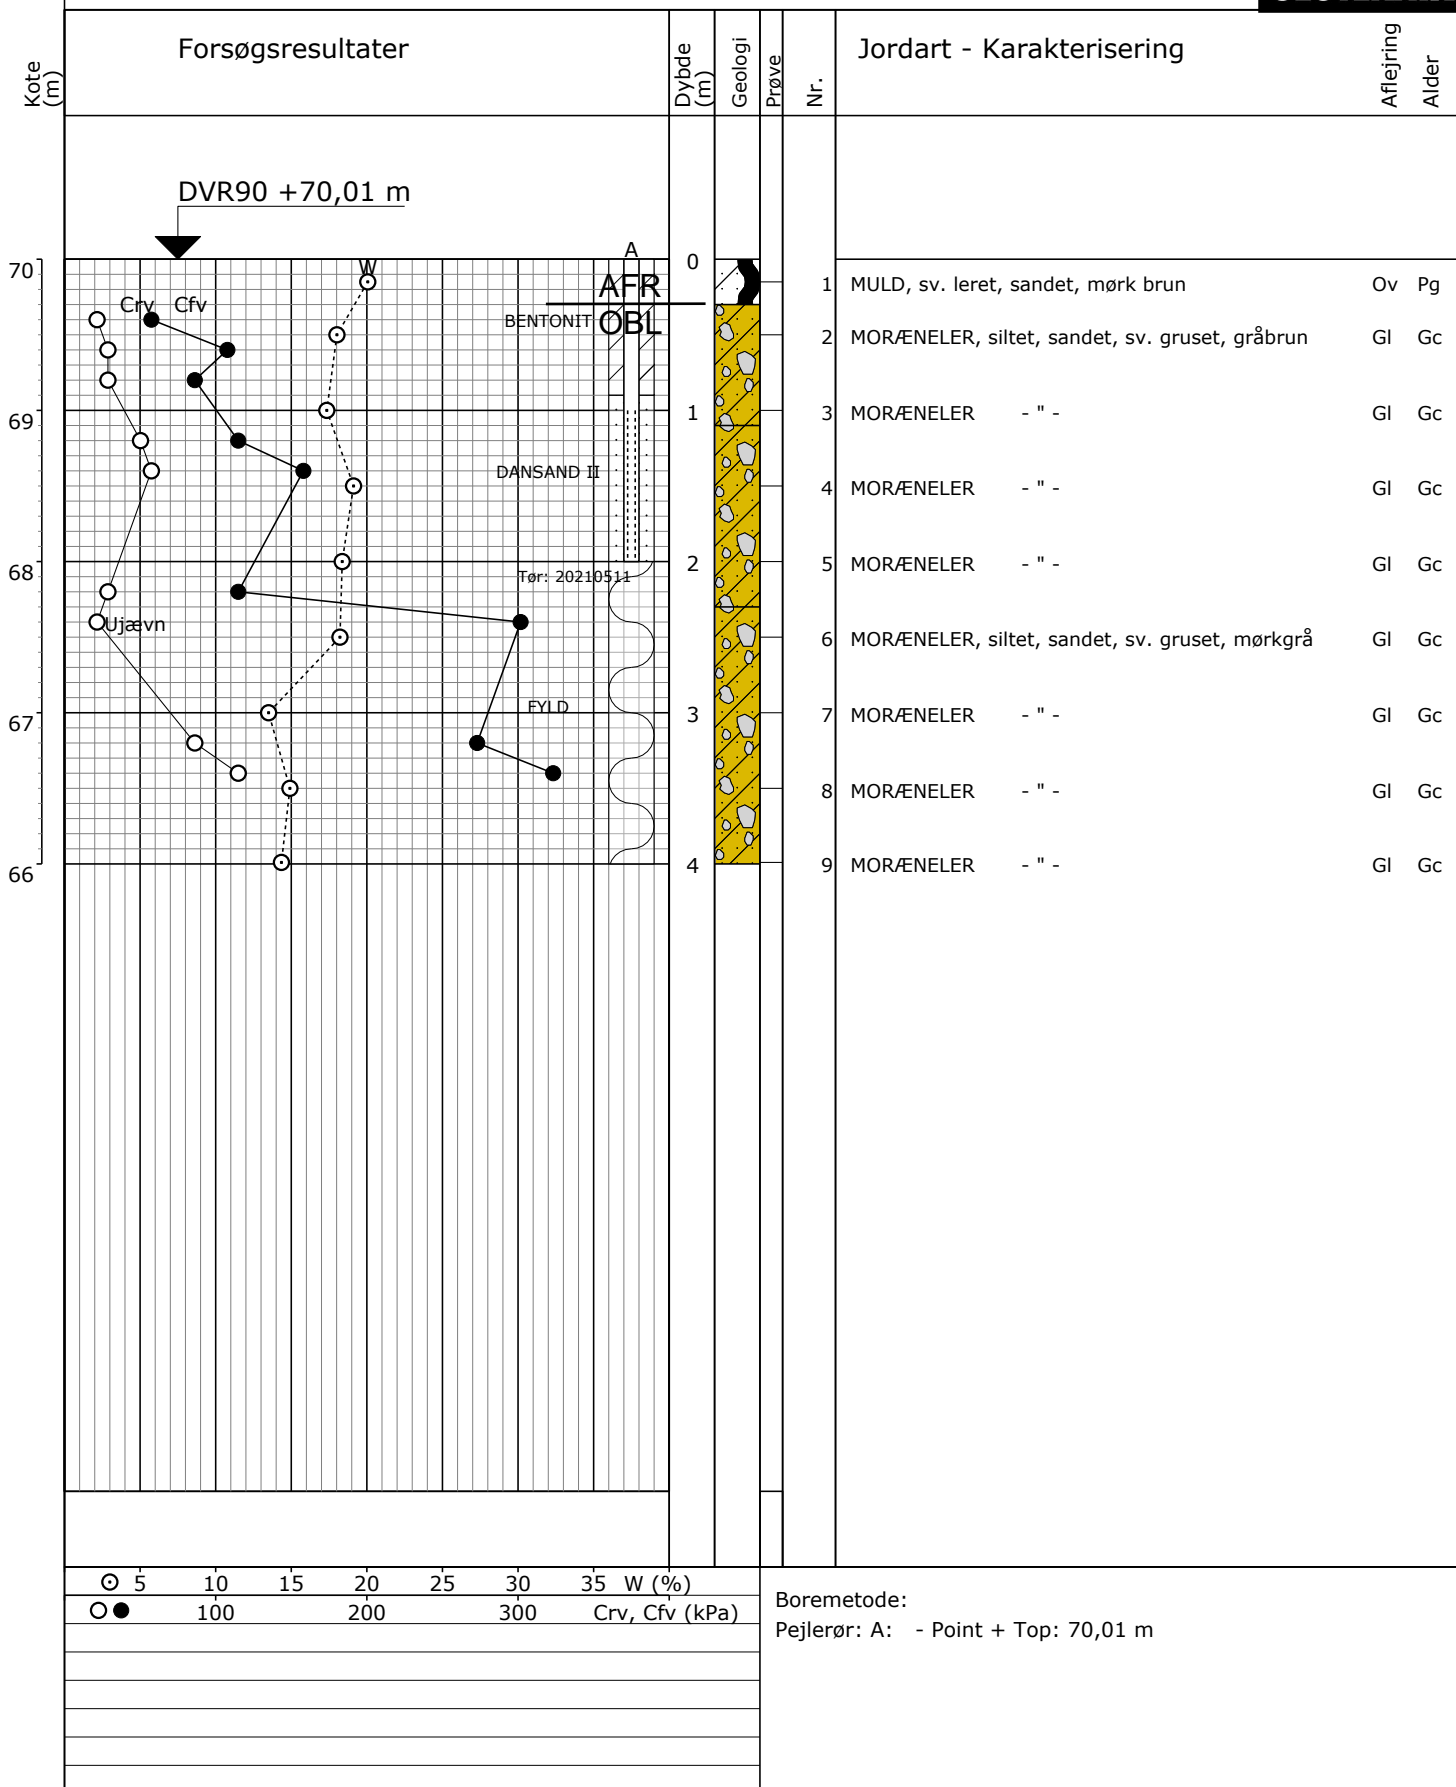 Kote (m)
Forsøgsresultater
Dybde (m)
Geologi
Prøve
Nr.
Jordart - Karakterisering
Aflejring
Alder
DVR90 +70,01 m
A
W
70
0
AFR
1 MULD, sv. leret, sandet, mørk brun Ov Pg
Crv Cfv
BENTONIT
OBL
2 MORÆNELER, siltet, sandet, sv. gruset, gråbrun Gl Gc
69
1
3 MORÆNELER - " - Gl Gc
DANSAND II
4 MORÆNELER - " - Gl Gc
68
2
5 MORÆNELER - " - Gl Gc
Tør: 20210511
Ujævn
6 MORÆNELER, siltet, sandet, sv. gruset, mørkgrå Gl Gc
FYLD
67
3
7 MORÆNELER - " - Gl Gc
8 MORÆNELER - " - Gl Gc
66
4
9 MORÆNELER - " - Gl Gc
5 10 15 20 25 30 35 W (%)
100 200 300 Crv, Cfv (kPa)
Boremetode:
Pejlerør: A: - Point + Top: 70,01 m